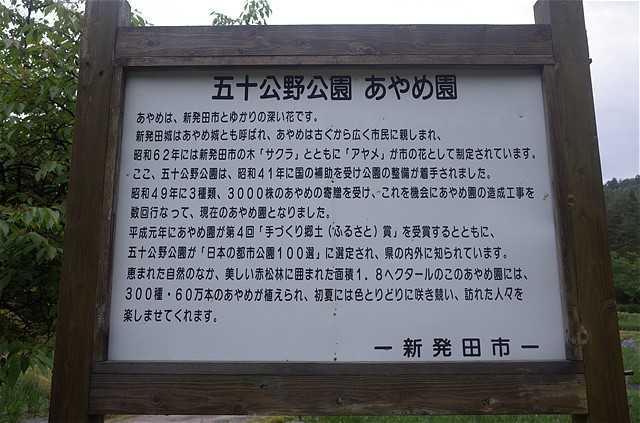 五十公野公園 あやめ園
あやめは、新発田市とゆかりの深い花です。
新発田城はあやめ城とも呼ばれ、あやめは古くから広く市民に親しまれ、
昭和62年には新発田市の木「サクラ」とともに「アヤメ」が市の花として制定されています。
ここ、五十公野公園は、昭和41年に国の補助を受け公園の整備が着手されました。
昭和49年に3種類、3000株のあやめの寄贈を受け、これを機会にあやめ園の造成工事を
数回行なって、現在のあやめ園となりました。
平成元年にあやめ園が第4回「手づくり郷土(ふるさと)賞」を受賞するとともに、
五十公野公園が「日本の都市公園100選」に選定され、県の内外に知られています。
恵まれた自然のなか、美しい赤松林に囲まれた面積1.8ヘクタールのこのあやめ園には、
300種・60万本のあやめが植えられ、初夏には色とりどりに咲き競い、訪れた人々を
楽しませてくれます。
ー新発田市ー